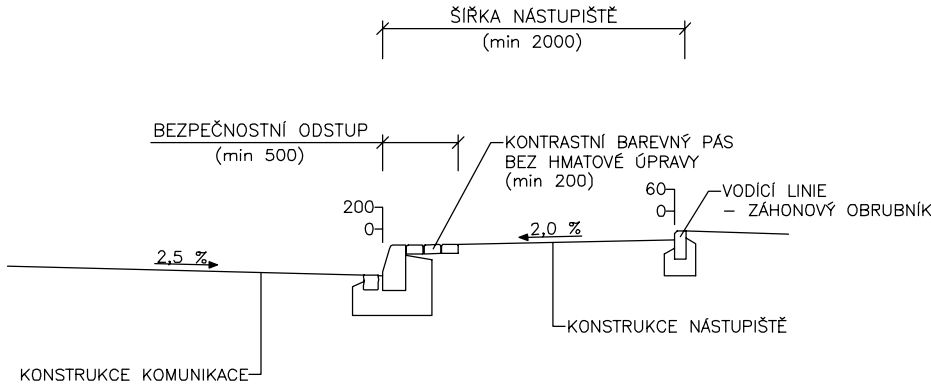 ŠÍŘKA NÁSTUPIŠTĚ
(min 2000)
BEZPEČNOSTNÍ ODSTUP
(min 500)
KONTRASTNÍ BAREVNÝ PÁS
BEZ HMATOVÉ ÚPRAVY
(min 200)
200
0
60
0
VODÍCÍ LINIE
– ZÁHONOVÝ OBRUBNÍK
2,5 %
2,0 %
KONSTRUKCE NÁSTUPIŠTĚ
KONSTRUKCE KOMUNIKACE